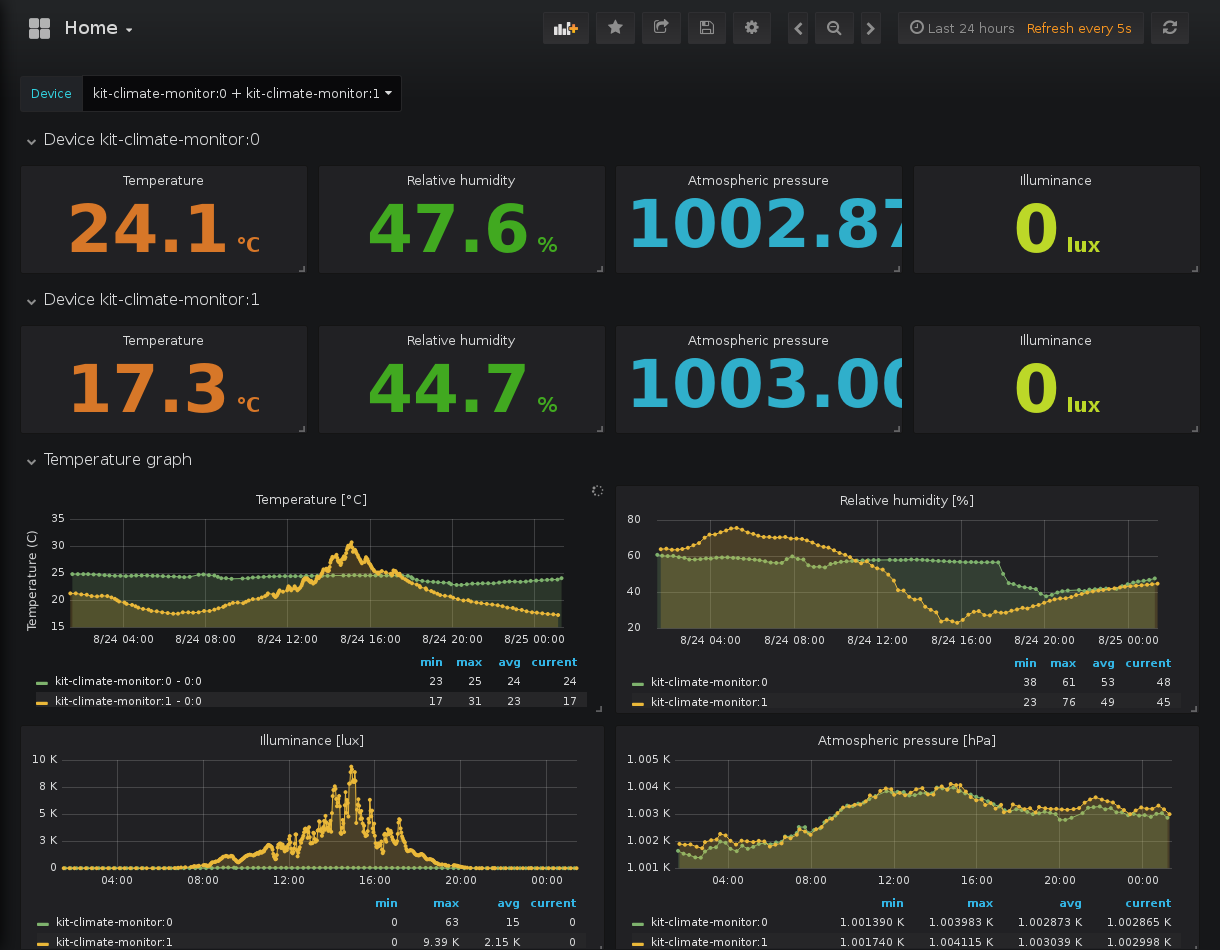 Home
Last 24 hours Refresh every 5s
Device kit-climate-monitor:0 + kit-climate-monitor:1
Device kit-climate-monitor:0
Temperature Relative humidity Atmospheric pressure Illuminance
24.1 °C 47.6 % 1002.87 0 lux
Device kit-climate-monitor:1
Temperature Relative humidity Atmospheric pressure Illuminance
17.3 °C 44.7 % 1003.00 0 lux
Temperature graph
Temperature [°C]
Temperature (C)
35
30
25
20
15
8/24 04:00 8/24 08:00 8/24 12:00 8/24 16:00 8/24 20:00 8/25 00:00
min max avg current
kit-climate-monitor:0 - 0:0 23 25 24 24
kit-climate-monitor:1 - 0:0 17 31 23 17
Relative humidity [%]
80
60
40
20
8/24 04:00 8/24 08:00 8/24 12:00 8/24 16:00 8/24 20:00 8/25 00:00
min max avg current
kit-climate-monitor:0 38 61 53 48
kit-climate-monitor:1 23 76 49 45
Illuminance [lux]
10 K
8 K
5 K
3 K
0
04:00 08:00 12:00 16:00 20:00 00:00
min max avg current
kit-climate-monitor:0 0 63 15 0
kit-climate-monitor:1 0 9.39 K 2.15 K 0
Atmospheric pressure [hPa]
1.005 K
1.004 K
1.003 K
1.002 K
1.001 K
04:00 08:00 12:00 16:00 20:00 00:00
min max avg current
kit-climate-monitor:0 1.001390 K 1.003983 K 1.002873 K 1.002865 K
kit-climate-monitor:1 1.001740 K 1.004115 K 1.003039 K 1.002998 K